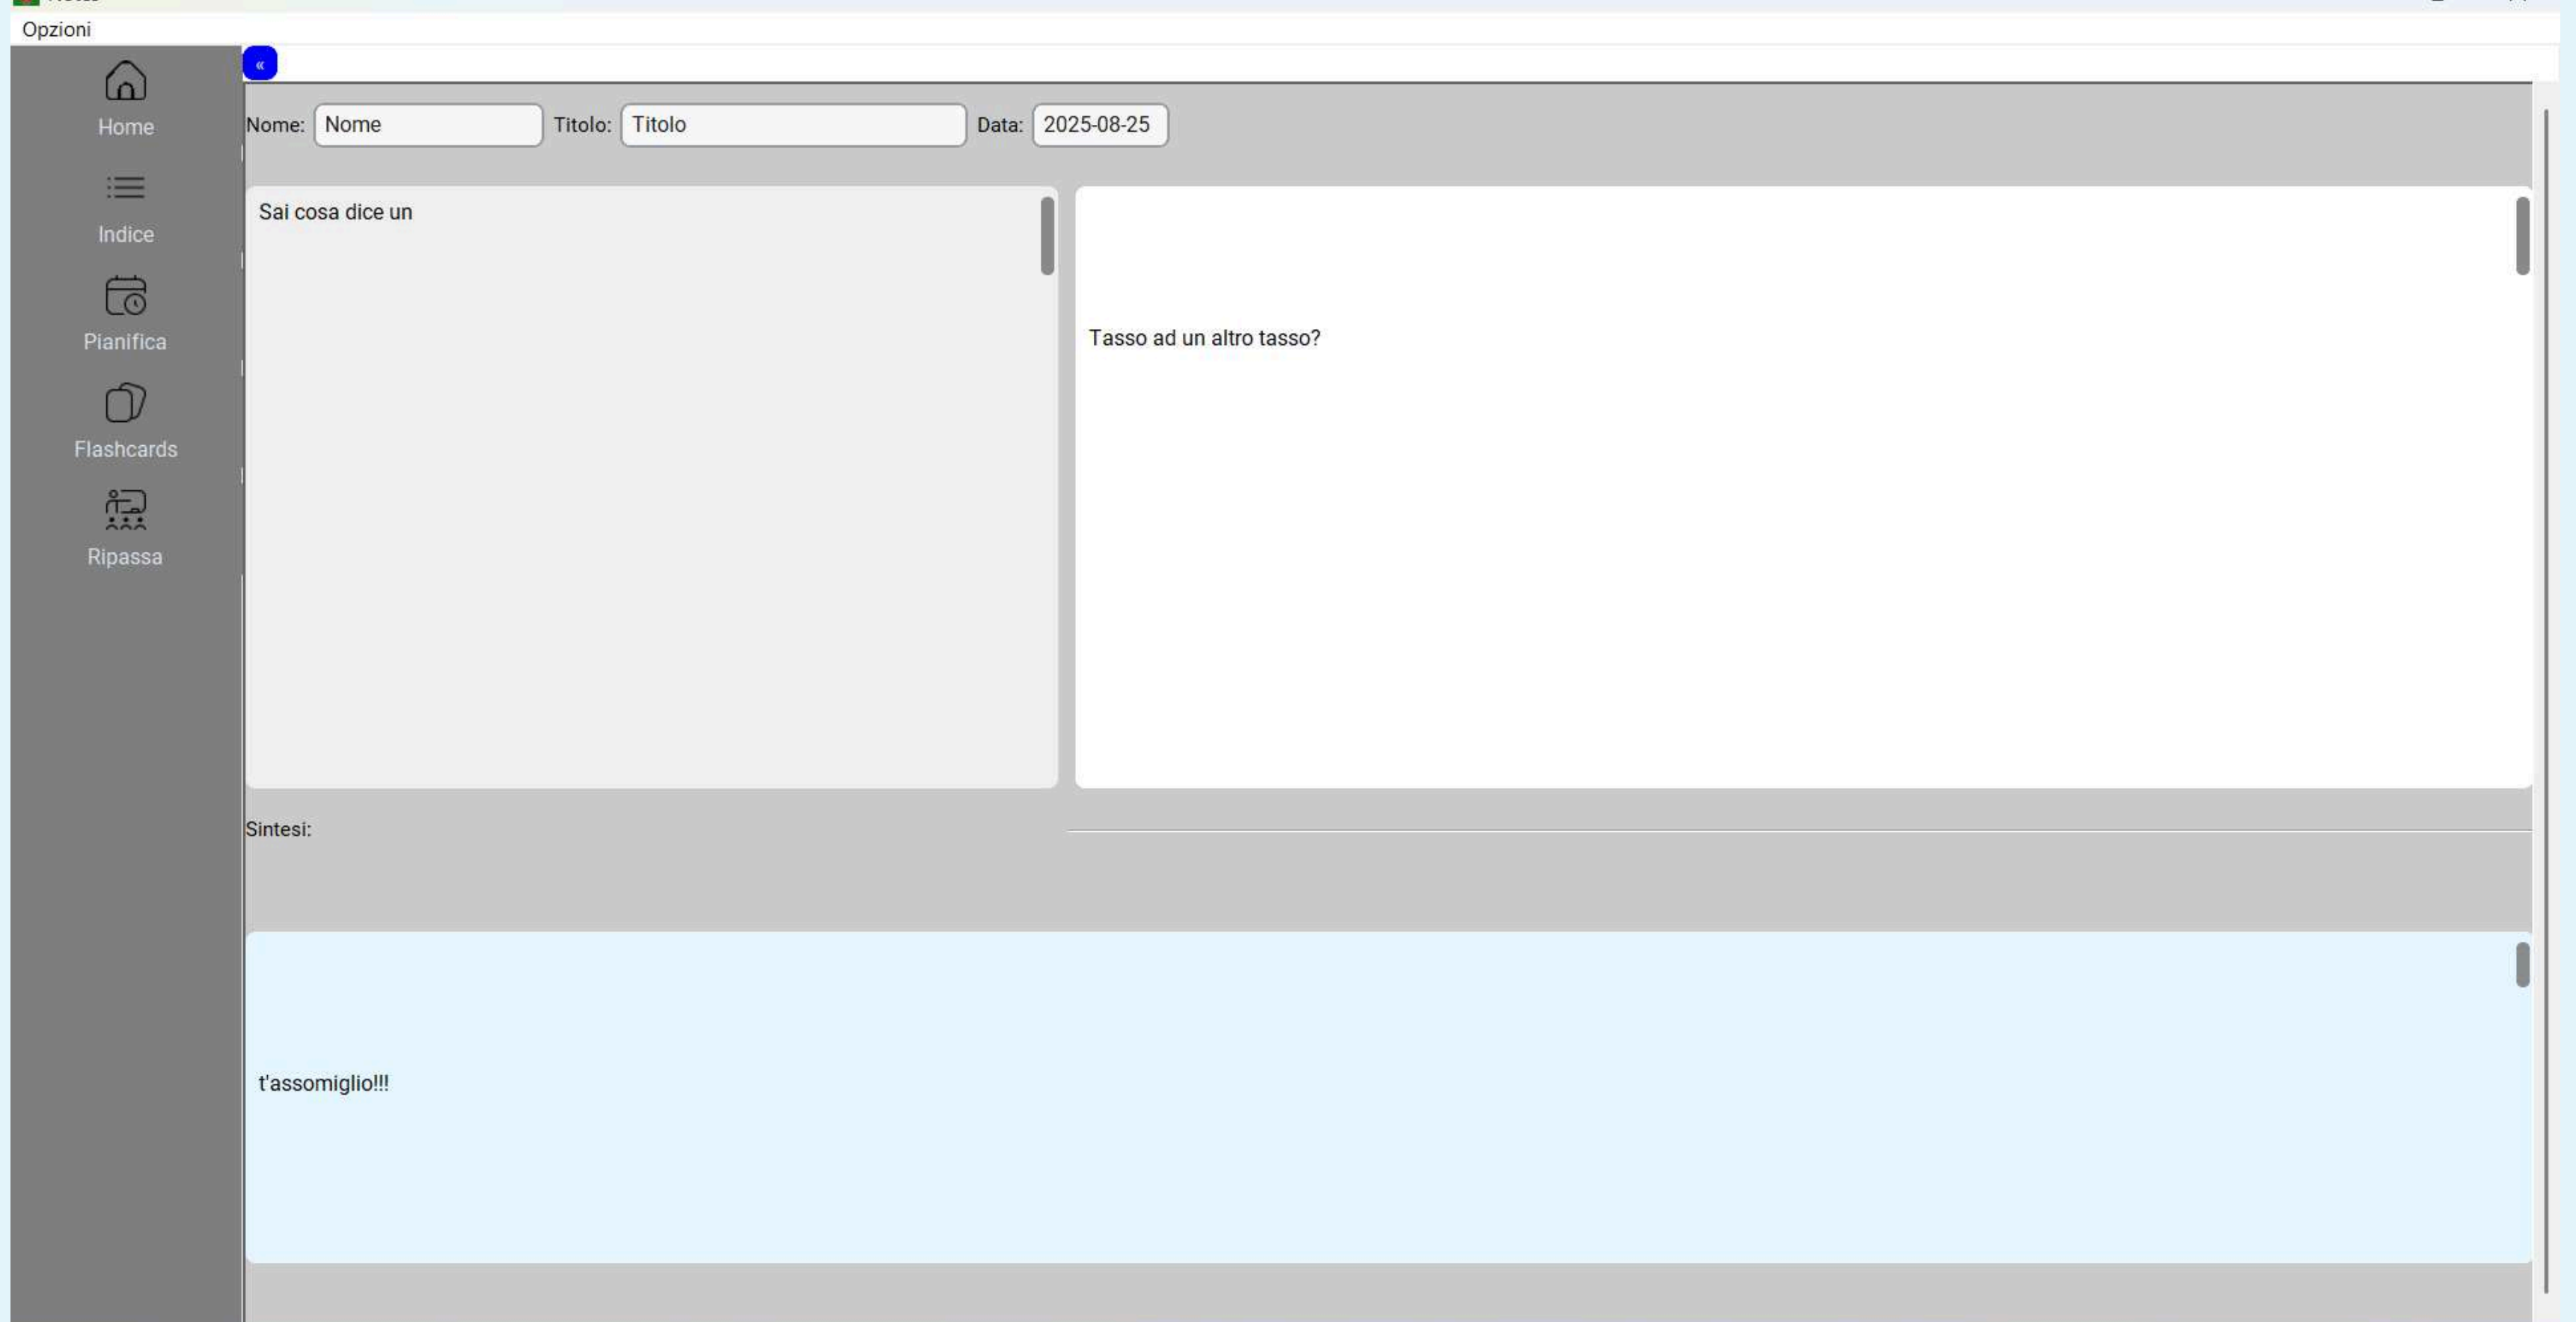 Opzioni
«
Home
Indice
Pianifica
Flashcards
Ripassa
Nome: Nome Titolo: Titolo Data: 2025-08-25
Sai cosa dice un
Tasso ad un altro tasso?
Sintesi:
t'assomiglio!!!